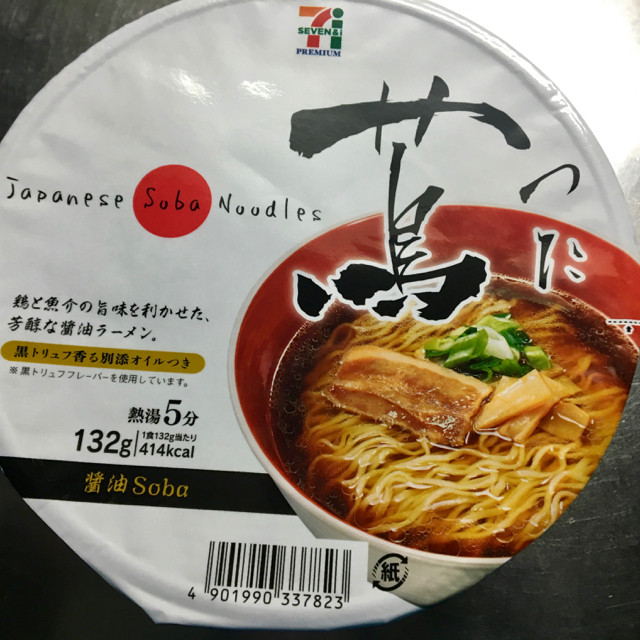 SEVEN&i
PREMIUM
蔦
つた
Japanese Soba Noodles
鶏と魚介の旨味を利かせた、
芳醇な醤油ラーメン。
黒トリュフ香る別添オイルつき
※黒トリュフフレーバーを使用しています。
熱湯5分
132g
1食132g当たり
414kcal
醤油Soba
紙
4 901990 337823